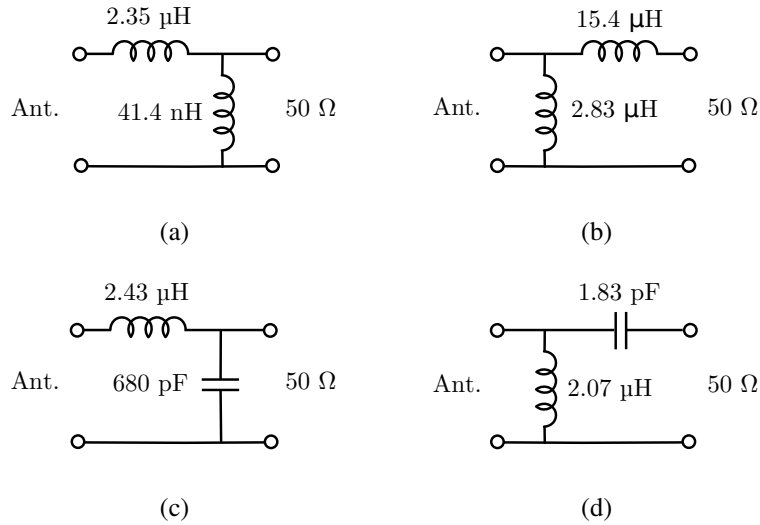 2.35 µH
Ant.
41.4 nH
50 Ω
(a)
15.4 µH
Ant.
2.83 µH
50 Ω
(b)
2.43 µH
Ant.
680 pF
50 Ω
(c)
1.83 pF
Ant.
2.07 µH
50 Ω
(d)